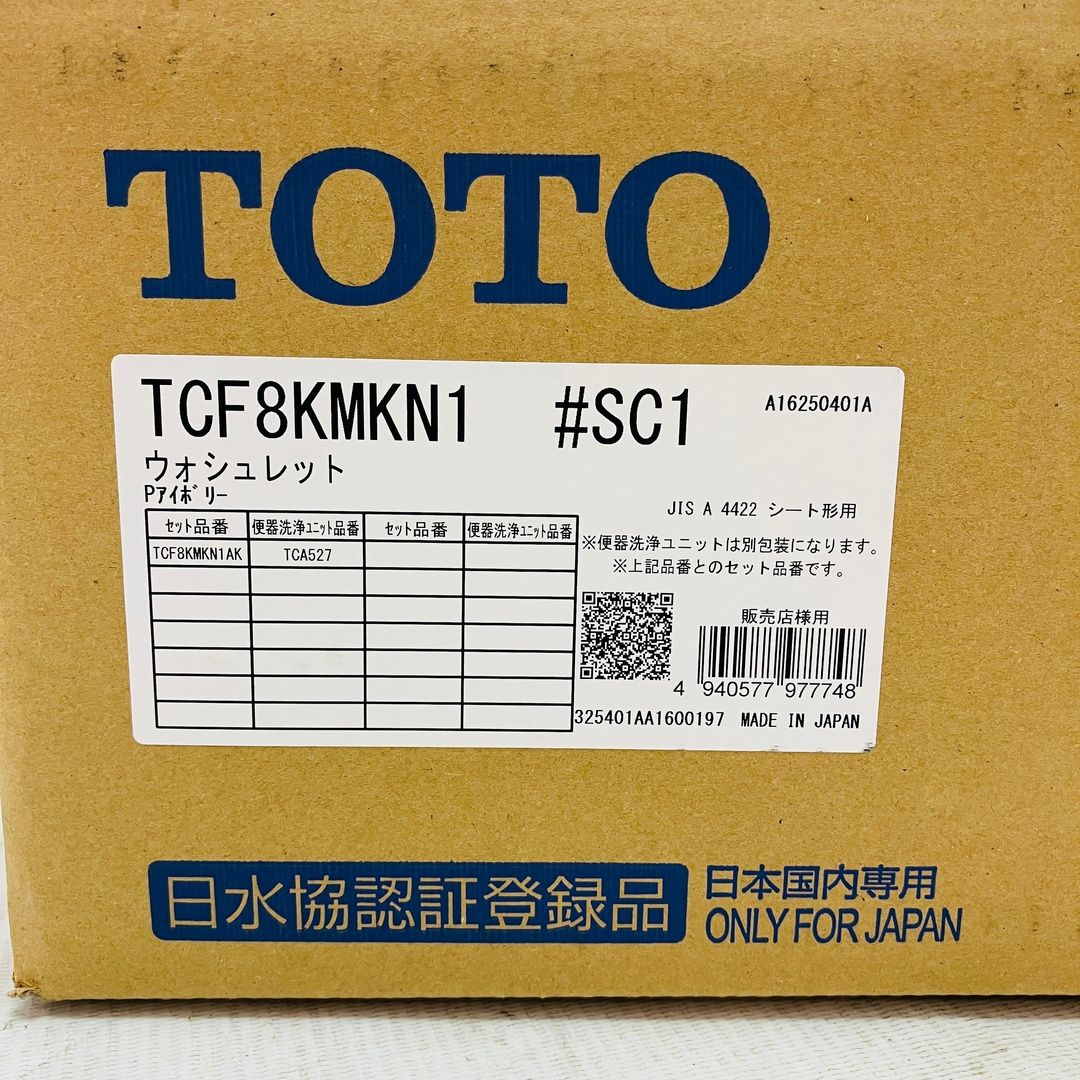 TOTO
TCF8KMKN1 #SC1 A16250401A
ウォシュレット
Pアイボリー
JIS A 4422 シート形用
セット品番 便器洗浄ユニット品番 セット品番 便器洗浄ユニット品番
TCF8KMKN1AK TCA527
※便器洗浄ユニットは別包装になります。
※上記品番とのセット品番です。
販売店様用
4 940577 977748
325401AA1600197 MADE IN JAPAN
日水協認証登録品
日本国内専用
ONLY FOR JAPAN